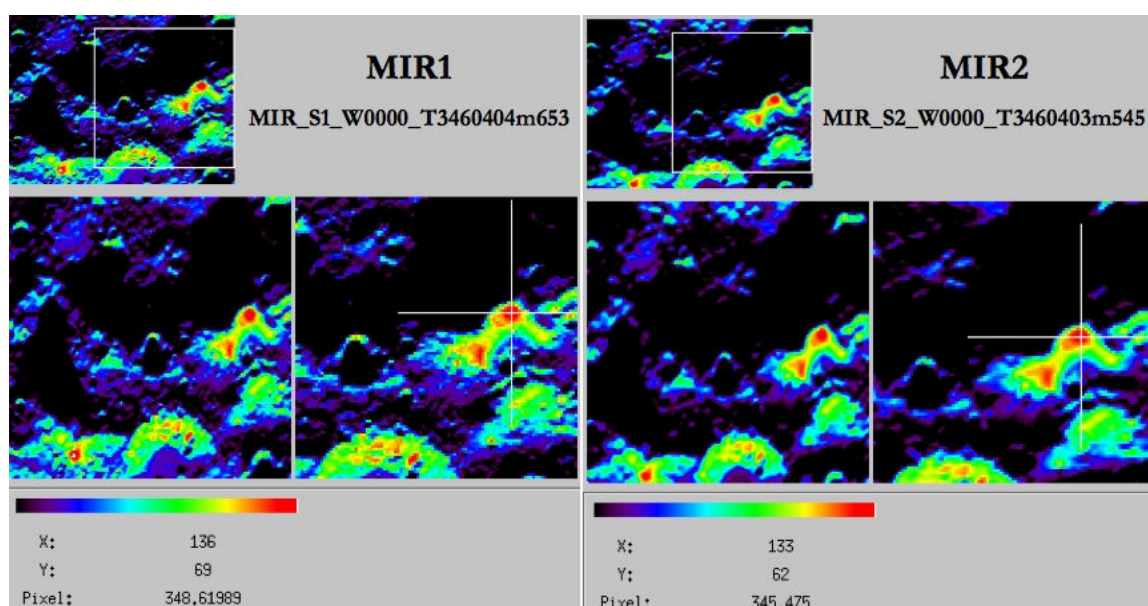 MIR1
MIR_S1_W0000_T3460404m653
X: 136
Y: 69
Pixel: 348.61989
MIR2
MIR_S2_W0000_T3460403m545
X: 133
Y: 62
Pixel: 345.475